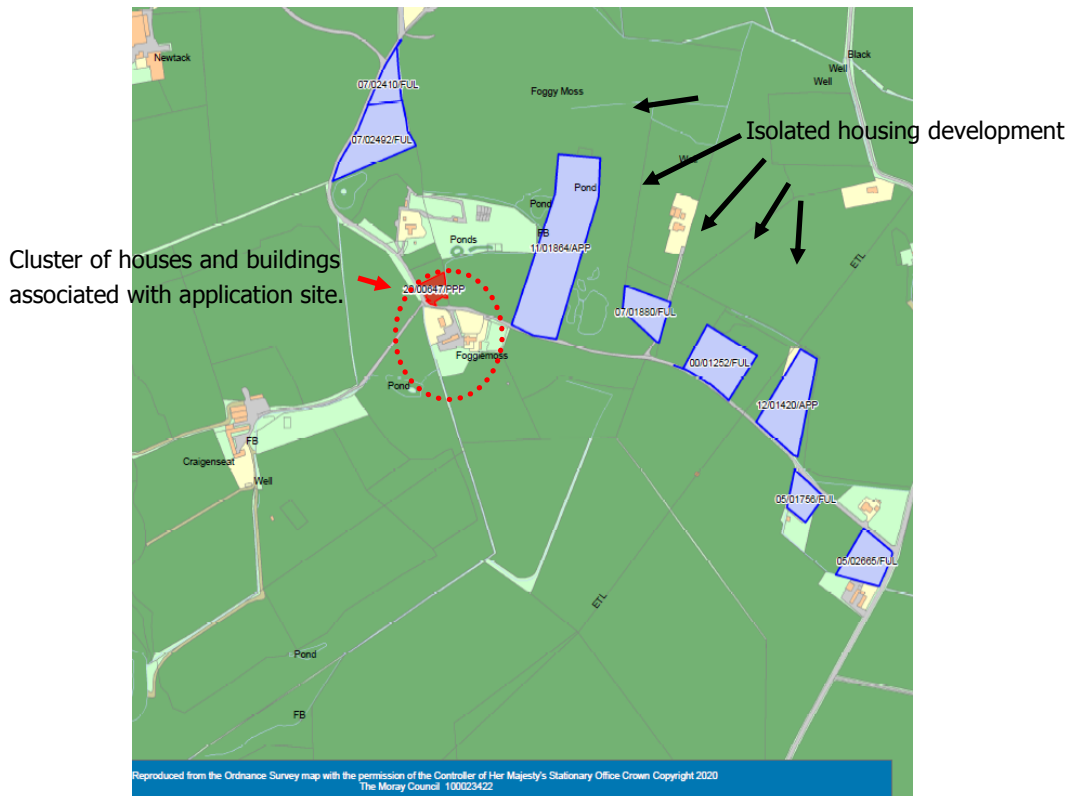 Newtack
Black
Well
Well
07/02410/FUL
Foggy Moss
Isolated housing development
07/02492/FUL
Well
Pond
Pond
FB
Ponds
11/01864/APP
Cluster of houses and buildings
associated with application site.
ETL
20/00647/PPP
07/01880/FUL
Foggiemoss
00/01252/FUL
Pond
12/01420/APP
FB
Craigenseat
Well
05/01756/FUL
05/02665/FUL
ETL
Pond
FB
Reproduced from the Ordnance Survey map with the permission of the Controller of Her Majesty's Stationary Office Crown Copyright 2020
The Moray Council 100023422